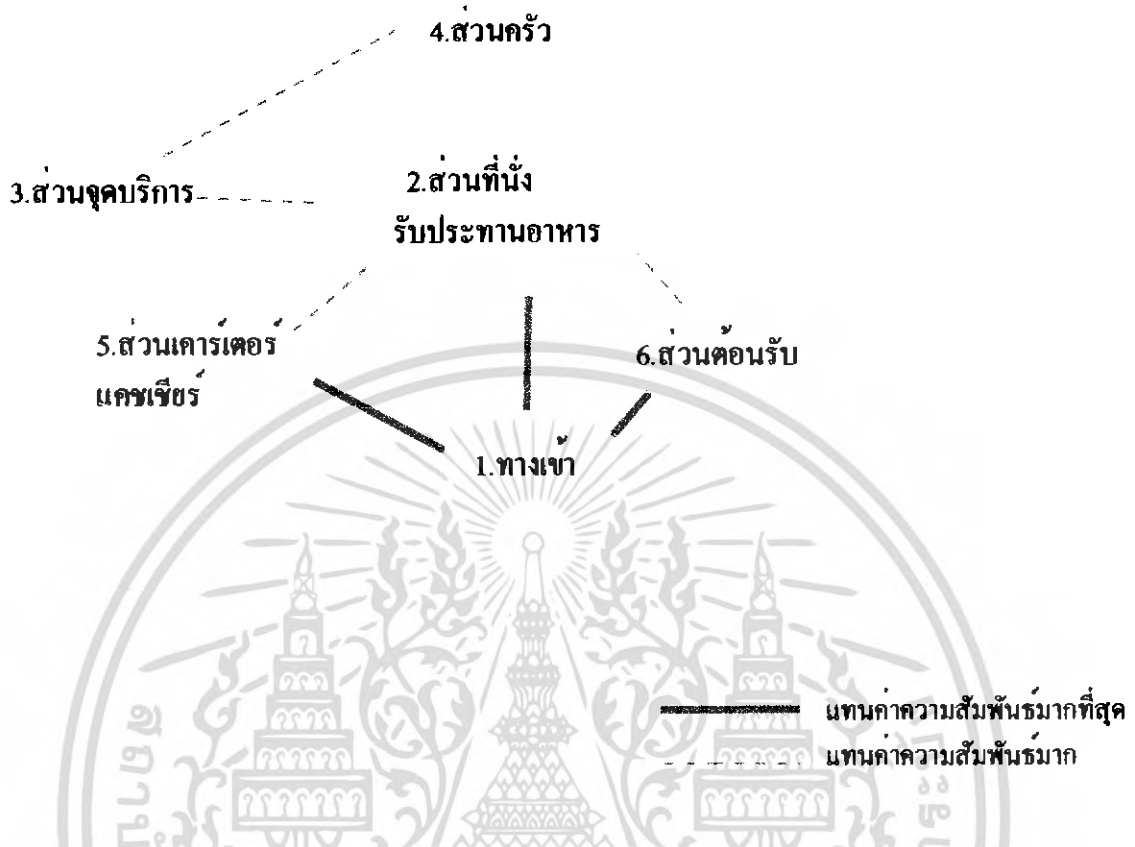 4.ส่วนครัว
3.ส่วนจุดบริการ
2.ส่วนที่นั่ง
รับประทานอาหาร
5.ส่วนเคาร์เตอร์
แคชเชียร์
6.ส่วนต้อนรับ
1.ทางเข้า
แทนค่าความสัมพันธ์มากที่สุด
แทนค่าความสัมพันธ์มาก